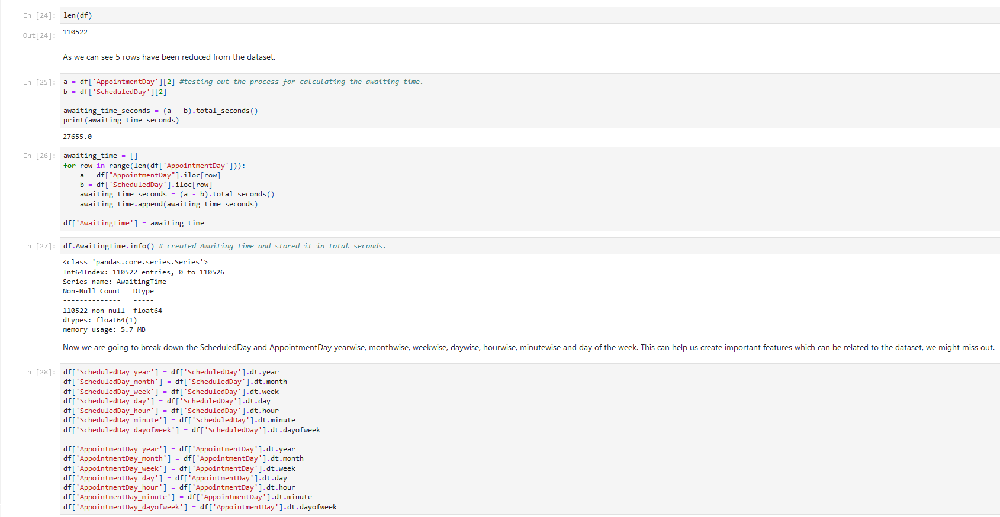 In [24]: len(df)
Out[24]: 110522
As we can see 5 rows have been reduced from the dataset.
In [25]: a = df['AppointmentDay'][2] #testing out the process for calculating the awaiting time.
b = df['ScheduledDay'][2]
awaiting_time_seconds = (a - b).total_seconds()
print(awaiting_time_seconds)
27655.0
In [26]: awaiting_time = []
for row in range(len(df['AppointmentDay'])):
    a = df["AppointmentDay"].iloc[row]
    b = df['ScheduledDay'].iloc[row]
    awaiting_time_seconds = (a - b).total_seconds()
    awaiting_time.append(awaiting_time_seconds)
df['AwaitingTime'] = awaiting_time
In [27]: df.AwaitingTime.info() # created Awaiting time and stored it in total seconds.
<class 'pandas.core.series.Series'>
Int64Index: 110522 entries, 0 to 110526
Series name: AwaitingTime
Non-Null Count   Dtype
--------------   -----
110522 non-null  float64
dtypes: float64(1)
memory usage: 5.7 MB
Now we are going to break down the ScheduledDay and AppointmentDay yearwise, monthwise, weekwise, daywise, hourwise, minutewise and day of the week. This can help us create important features which can be related to the dataset, we might miss out.
In [28]: df['ScheduledDay_year'] = df['ScheduledDay'].dt.year
df['ScheduledDay_month'] = df['ScheduledDay'].dt.month
df['ScheduledDay_week'] = df['ScheduledDay'].dt.week
df['ScheduledDay_day'] = df['ScheduledDay'].dt.day
df['ScheduledDay_hour'] = df['ScheduledDay'].dt.hour
df['ScheduledDay_minute'] = df['ScheduledDay'].dt.minute
df['ScheduledDay_dayofweek'] = df['ScheduledDay'].dt.dayofweek
df['AppointmentDay_year'] = df['AppointmentDay'].dt.year
df['AppointmentDay_month'] = df['AppointmentDay'].dt.month
df['AppointmentDay_week'] = df['AppointmentDay'].dt.week
df['AppointmentDay_day'] = df['AppointmentDay'].dt.day
df['AppointmentDay_hour'] = df['AppointmentDay'].dt.hour
df['AppointmentDay_minute'] = df['AppointmentDay'].dt.minute
df['AppointmentDay_dayofweek'] = df['AppointmentDay'].dt.dayofweek